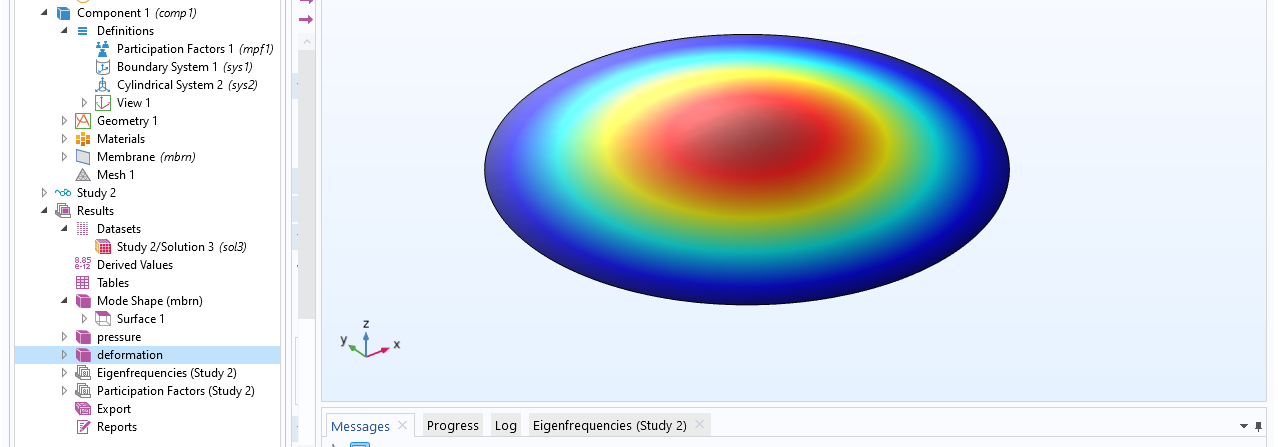 Component 1 (comp1)
Definitions
Participation Factors 1 (mpf1)
Boundary System 1 (sys1)
Cylindrical System 2 (sys2)
View 1
Geometry 1
Materials
Membrane (mbrn)
Mesh 1
Study 2
Results
Datasets
Study 2/Solution 3 (sol3)
8.85
e-12
Derived Values
Tables
Mode Shape (mbrn)
Surface 1
pressure
deformation
Eigenfrequencies (Study 2)
Participation Factors (Study 2)
Export
Reports
z
y
x
Messages
Progress
Log
Eigenfrequencies (Study 2)